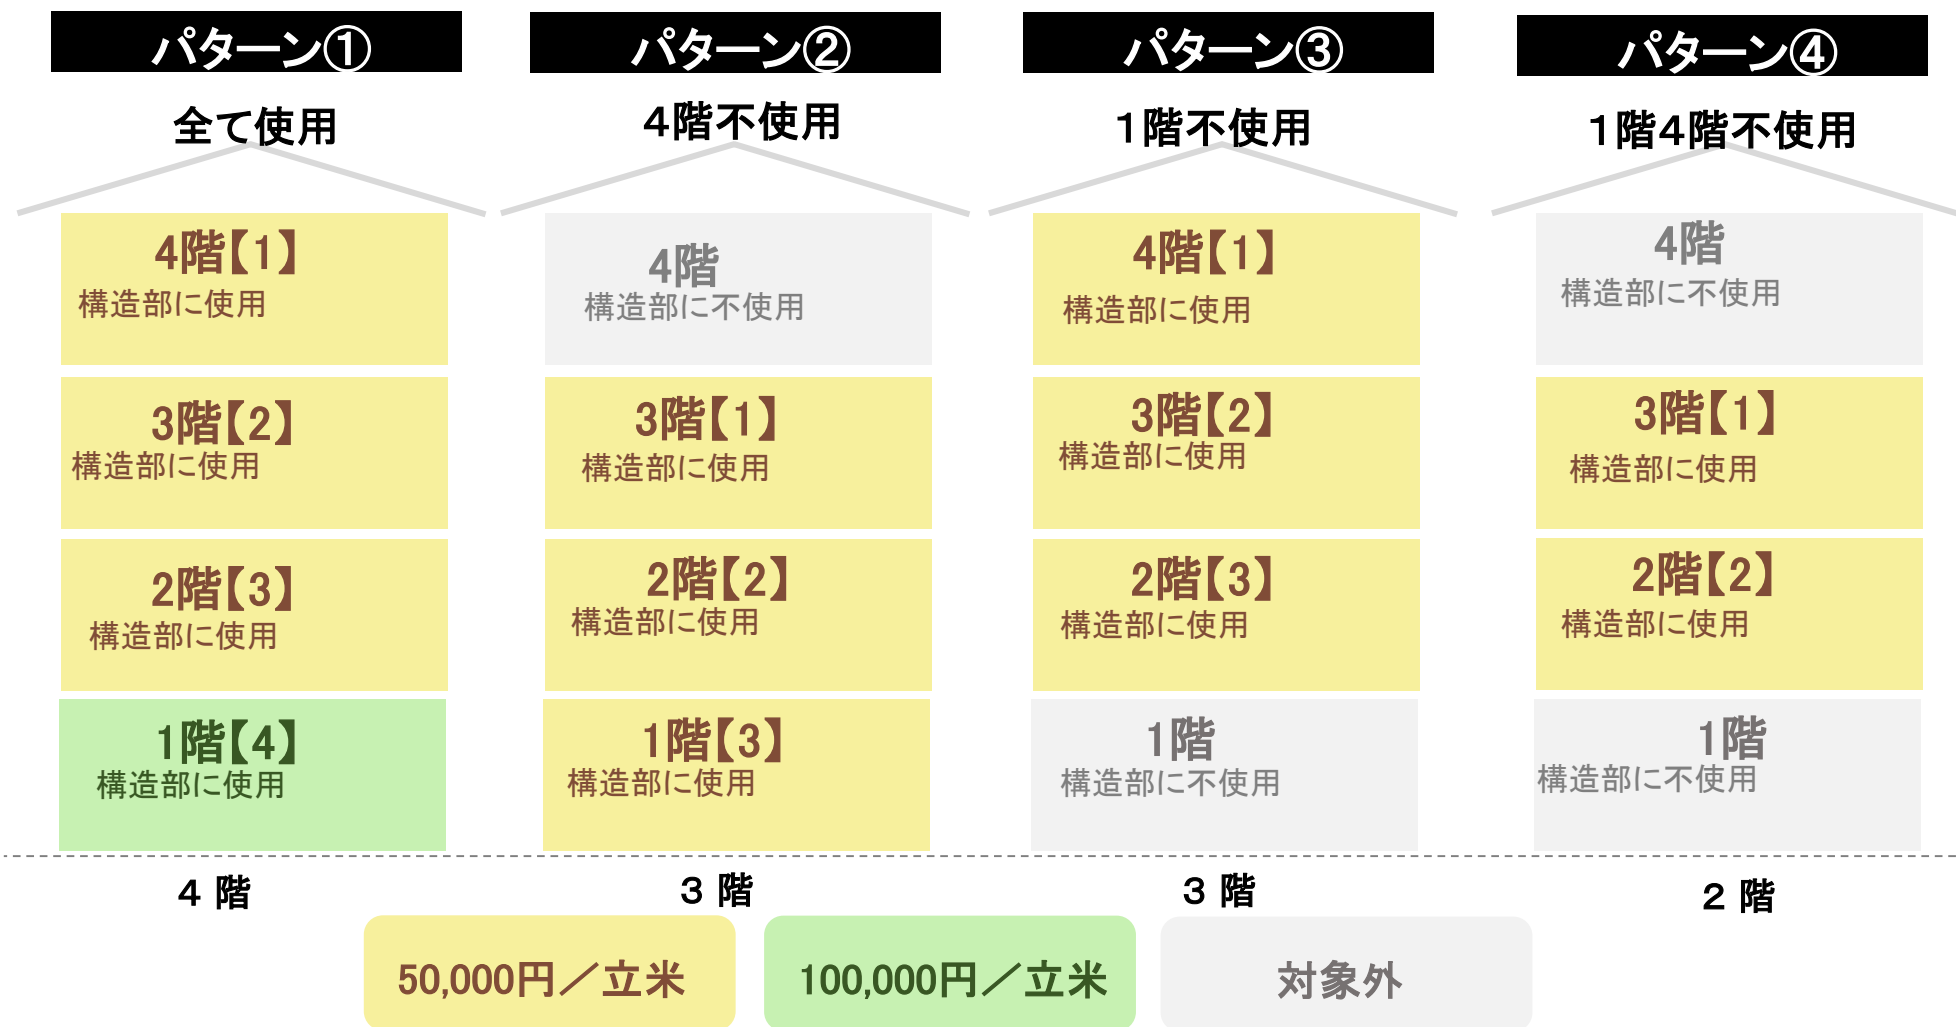 パターン①
全て使用
4階【1】
構造部に使用
3階【2】
構造部に使用
2階【3】
構造部に使用
1階【4】
構造部に使用
4 階
パターン②
4階不使用
4階
構造部に不使用
3階【1】
構造部に使用
2階【2】
構造部に使用
1階【3】
構造部に使用
3 階
パターン③
1階不使用
4階【1】
構造部に使用
3階【2】
構造部に使用
2階【3】
構造部に使用
1階
構造部に不使用
3 階
パターン④
1階4階不使用
4階
構造部に不使用
3階【1】
構造部に使用
2階【2】
構造部に使用
1階
構造部に不使用
2 階
50,000円／立米
100,000円／立米
対象外